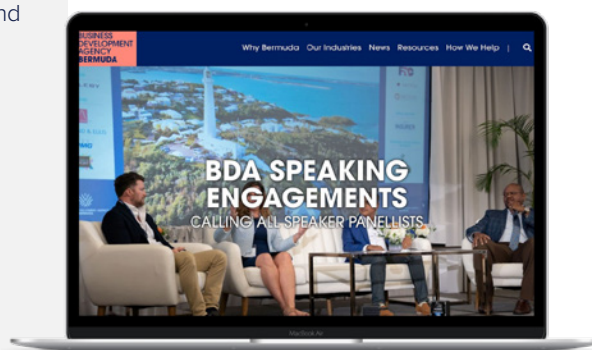 nd
BUSINESS
DEVELOPMENT
AGENCY
BERMUDA
Why Bermuda Our Industries News Resources How We Help |
BDA SPEAKING
ENGAGEMENTS
CALLING ALL SPEAKER PANELLISTS
MacBook Air